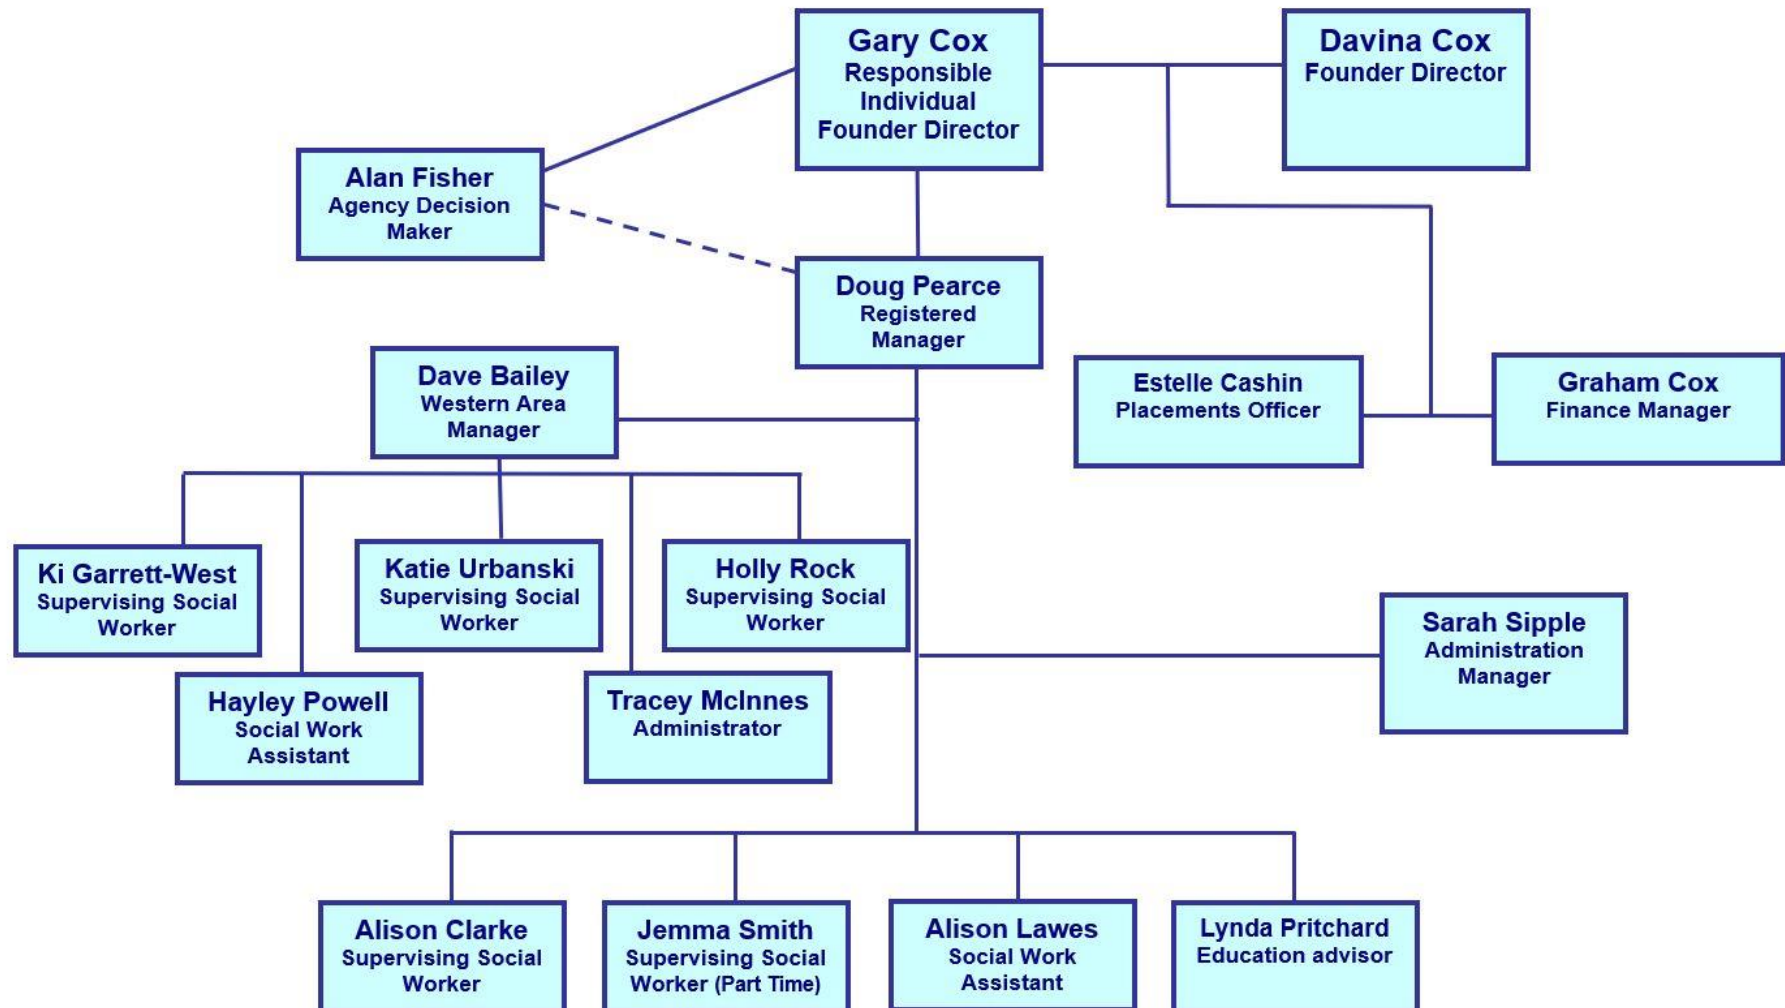 Gary Cox
Responsible
Individual
Founder Director
Davina Cox
Founder Director
Alan Fisher
Agency Decision
Maker
Doug Pearce
Registered
Manager
Dave Bailey
Western Area
Manager
Estelle Cashin
Placements Officer
Graham Cox
Finance Manager
Ki Garrett-West
Supervising Social
Worker
Katie Urbanski
Supervising Social
Worker
Holly Rock
Supervising Social
Worker
Sarah Sipple
Administration
Manager
Hayley Powell
Social Work
Assistant
Tracey McInnes
Administrator
Alison Clarke
Supervising Social
Worker
Jemma Smith
Supervising Social
Worker (Part Time)
Alison Lawes
Social Work
Assistant
Lynda Pritchard
Education advisor